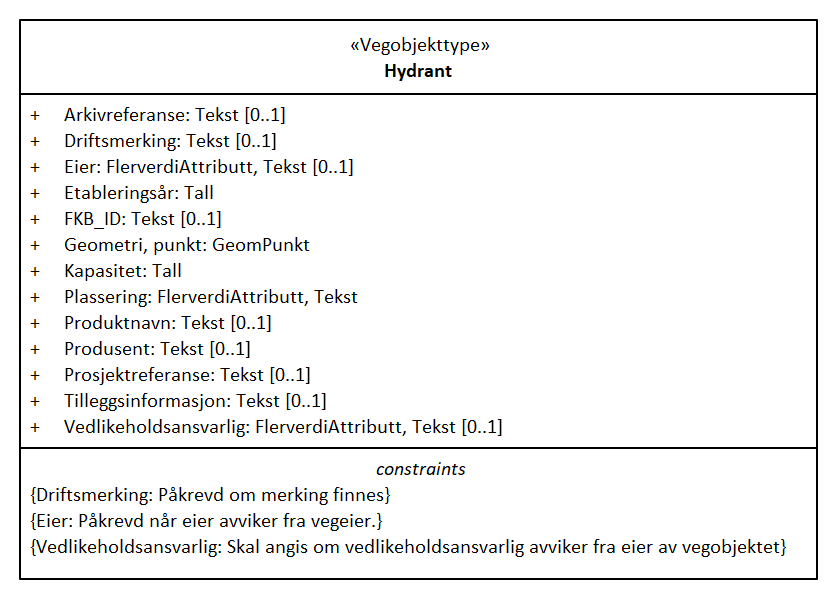 «Vegobjekttype»
Hydrant
+ Arkivreferanse: Tekst [0..1]
+ Driftsmerking: Tekst [0..1]
+ Eier: FlerverdiAttributt, Tekst [0..1]
+ Etableringsår: Tall
+ FKB_ID: Tekst [0..1]
+ Geometri, punkt: GeomPunkt
+ Kapasitet: Tall
+ Plassering: FlerverdiAttributt, Tekst
+ Produktnavn: Tekst [0..1]
+ Produsent: Tekst [0..1]
+ Prosjektreferanse: Tekst [0..1]
+ Tilleggsinformasjon: Tekst [0..1]
+ Vedlikeholdsansvarlig: FlerverdiAttributt, Tekst [0..1]
constraints
{Driftsmerking: Påkrevd om merking finnes}
{Eier: Påkrevd når eier avviker fra vegeier.}
{Vedlikeholdsansvarlig: Skal angis om vedlikeholdsansvarlig avviker fra eier av vegobjektet}